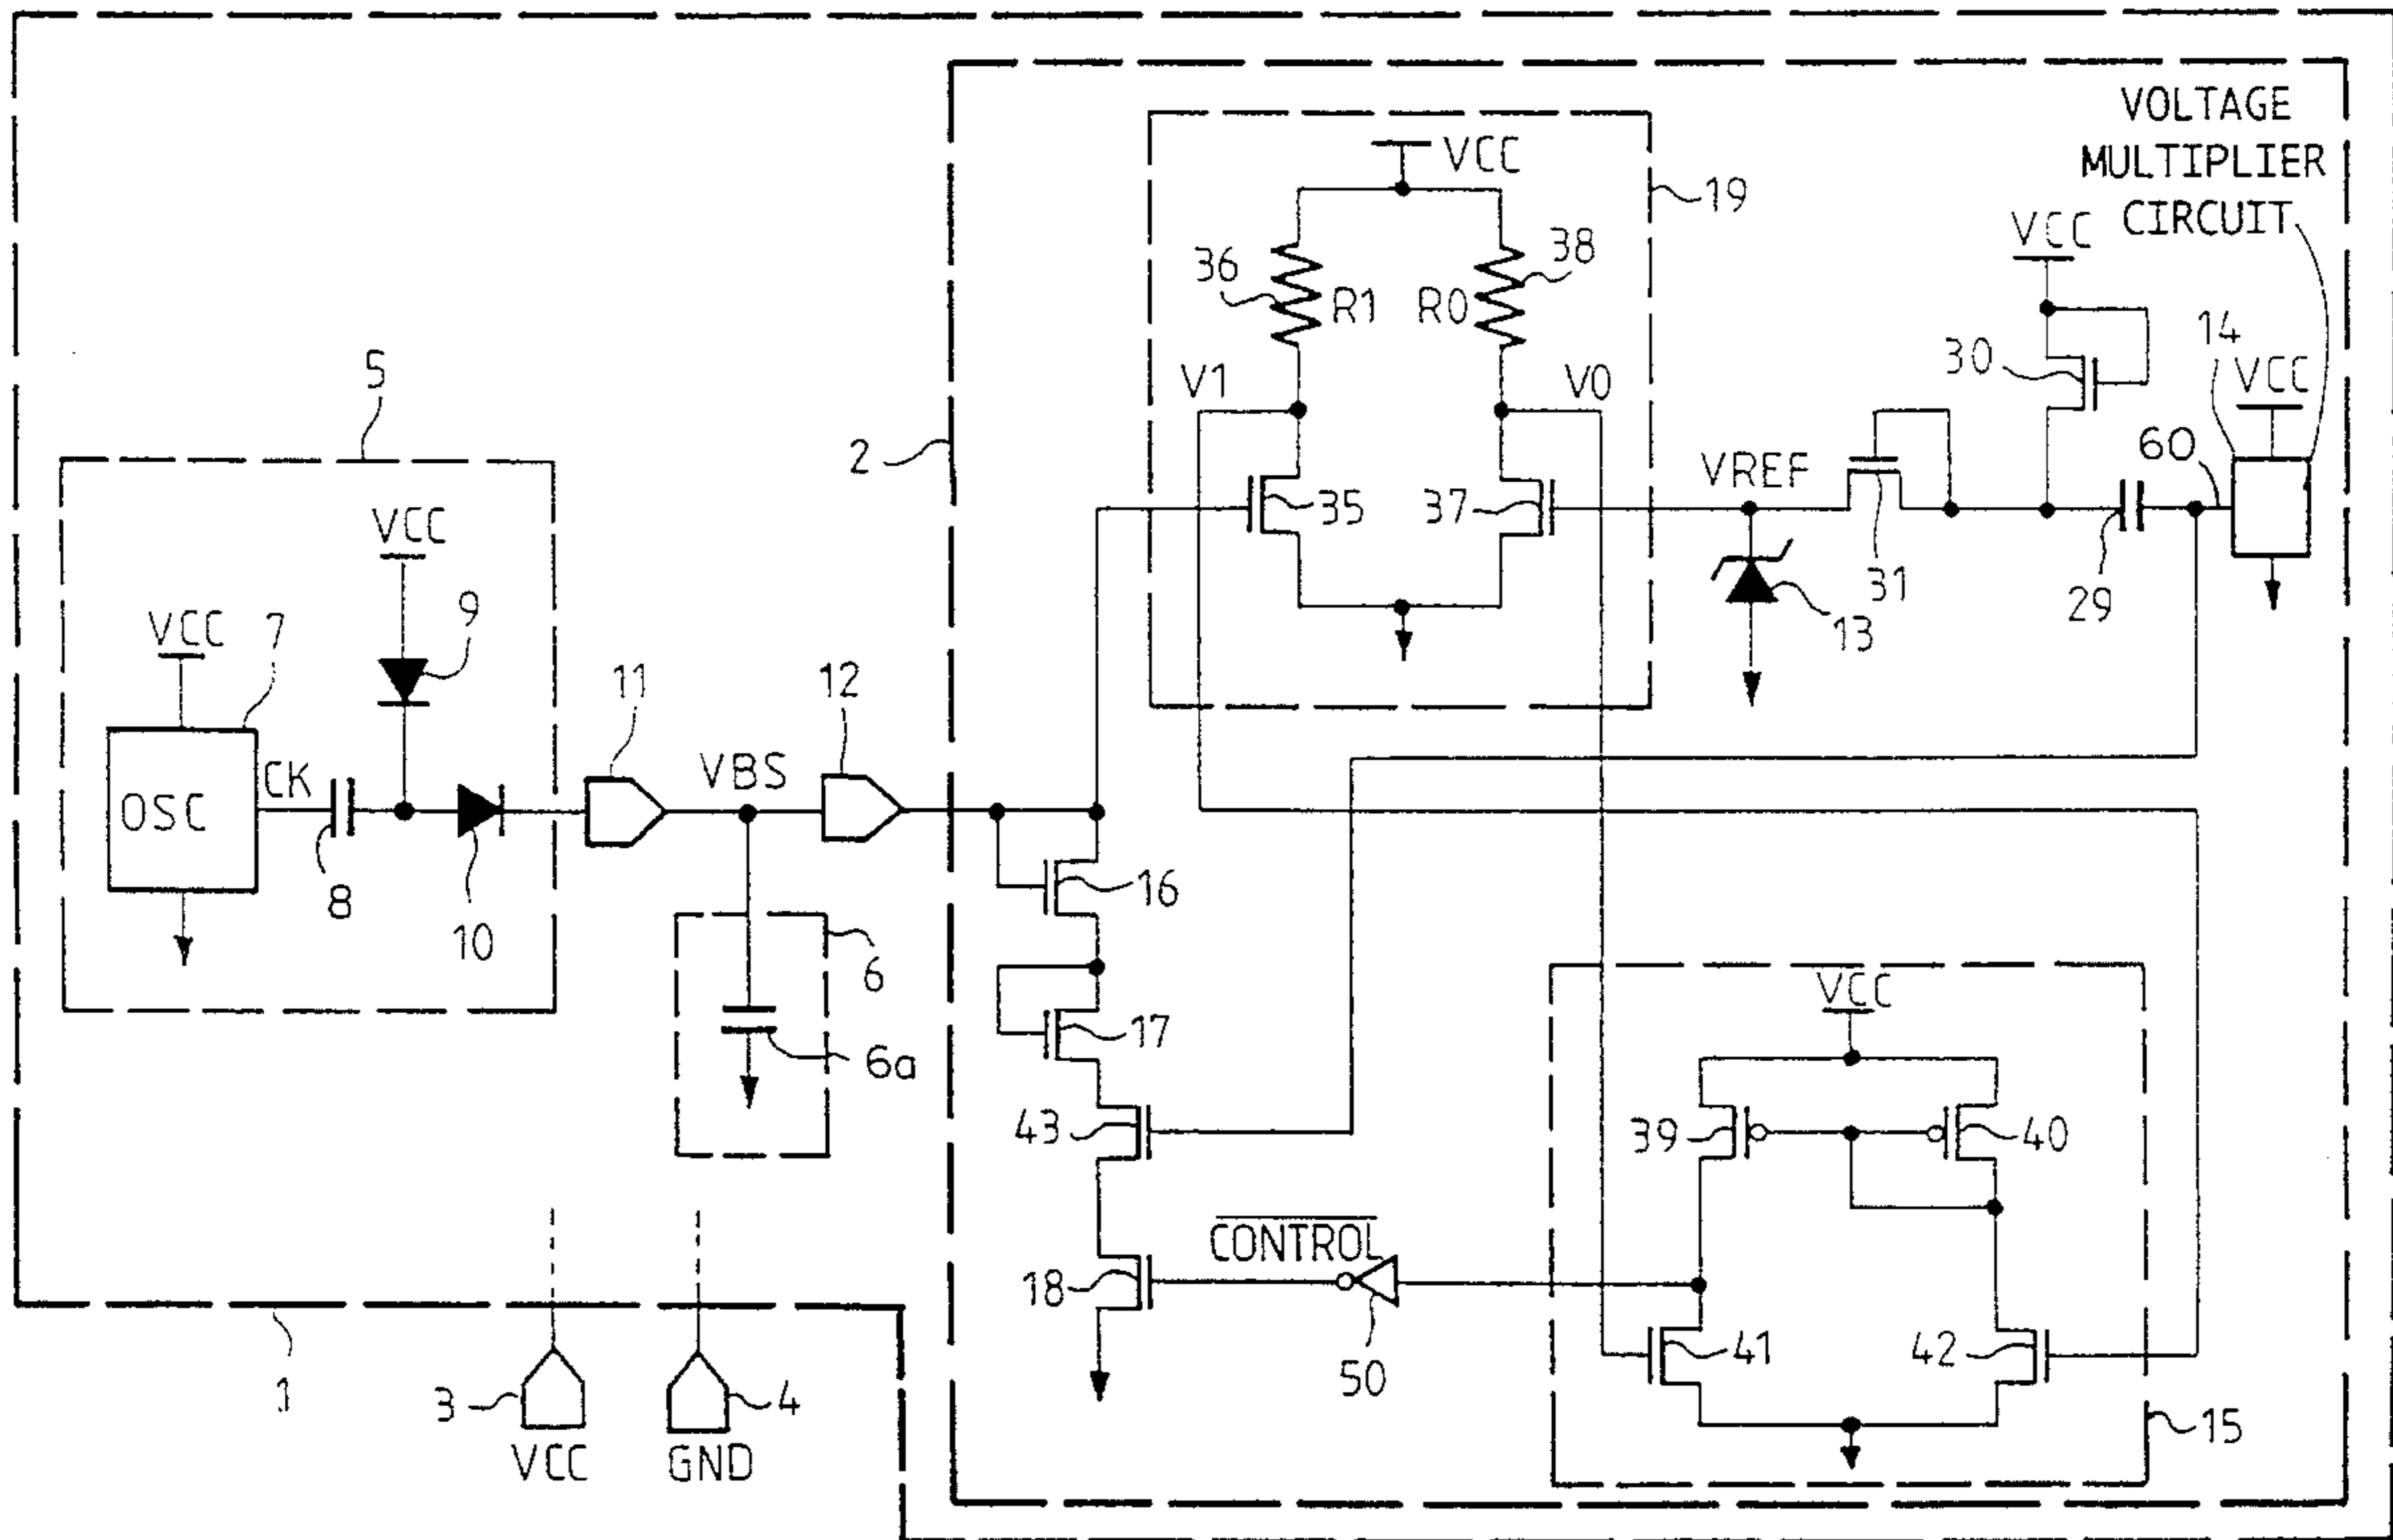 VOLTAGE
MULTIPLIER
CIRCUIT
VCC
19
VCC
36
R1
R0
38
30
14
VCC
5
V1
V0
2
60
VREF
35
37
31
29
13
VCC
9
VCC
7
11
12
CK
VBS
OSC
8
10
16
6
17
6a
VCC
43
39
40
CONTROL
18
50
41
42
1
3
4
15
VCC
GND